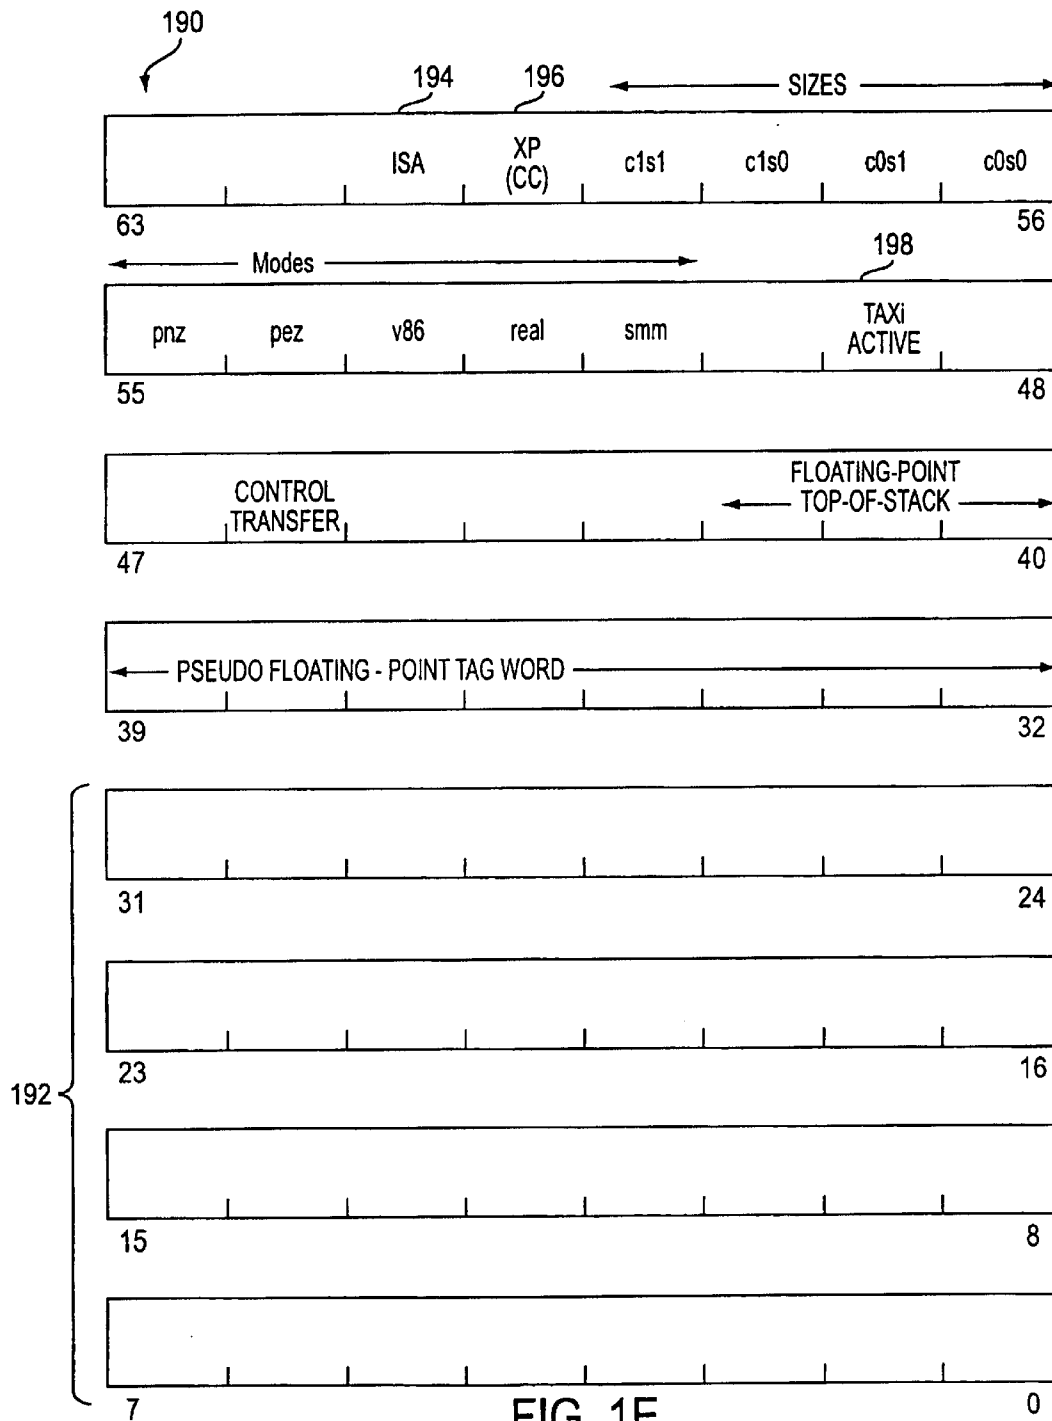 190
194 196 SIZES
ISA XP (CC) c1s1 c1s0 c0s1 c0s0
63 56
Modes 198
pnz pez v86 real smm TAXi ACTIVE
55 48
CONTROL TRANSFER FLOATING-POINT TOP-OF-STACK
47 40
PSEUDO FLOATING - POINT TAG WORD
39 32
31 24
23 16
192
15 8
7 0